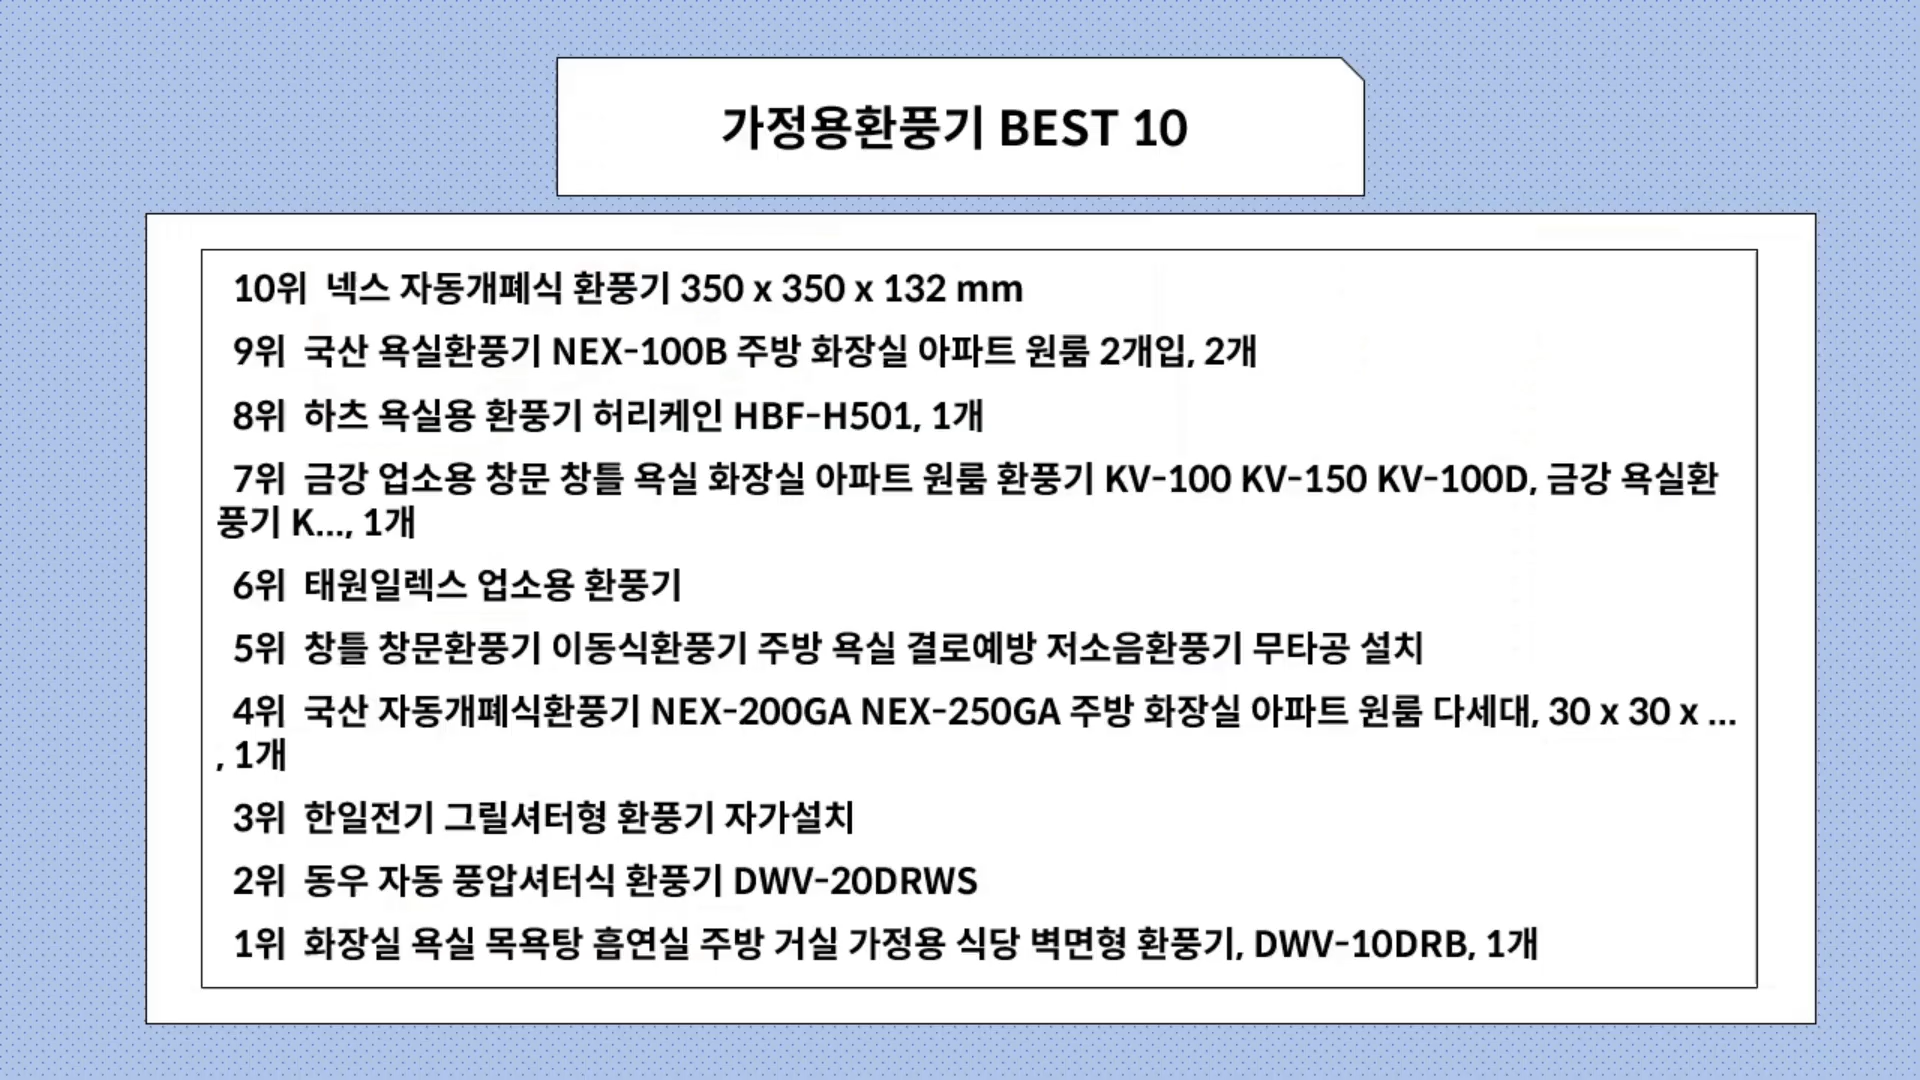 가정용환풍기 BEST 10
10위 넥스 자동개폐식 환풍기 350 x 350 x 132 mm
9위 국산 욕실환풍기 NEX-100B 주방 화장실 아파트 원룸 2개입, 2개
8위 하츠 욕실용 환풍기 허리케인 HBF-H501, 1개
7위 금강 업소용 창문 창틀 욕실 화장실 아파트 원룸 환풍기 KV-100 KV-150 KV-100D, 금강 욕실환
풍기 K..., 1개
6위 태원일렉스 업소용 환풍기
5위 창틀 창문환풍기 이동식환풍기 주방 욕실 결로예방 저소음환풍기 무타공 설치
4위 국산 자동개폐식환풍기 NEX-200GA NEX-250GA 주방 화장실 아파트 원룸 다세대, 30 x 30 x ...
, 1개
3위 한일전기 그릴셔터형 환풍기 자가설치
2위 동우 자동 풍압셔터식 환풍기 DWV-20DRWS
1위 화장실 욕실 목욕탕 흡연실 주방 거실 가정용 식당 벽면형 환풍기, DWV-10DRB, 1개